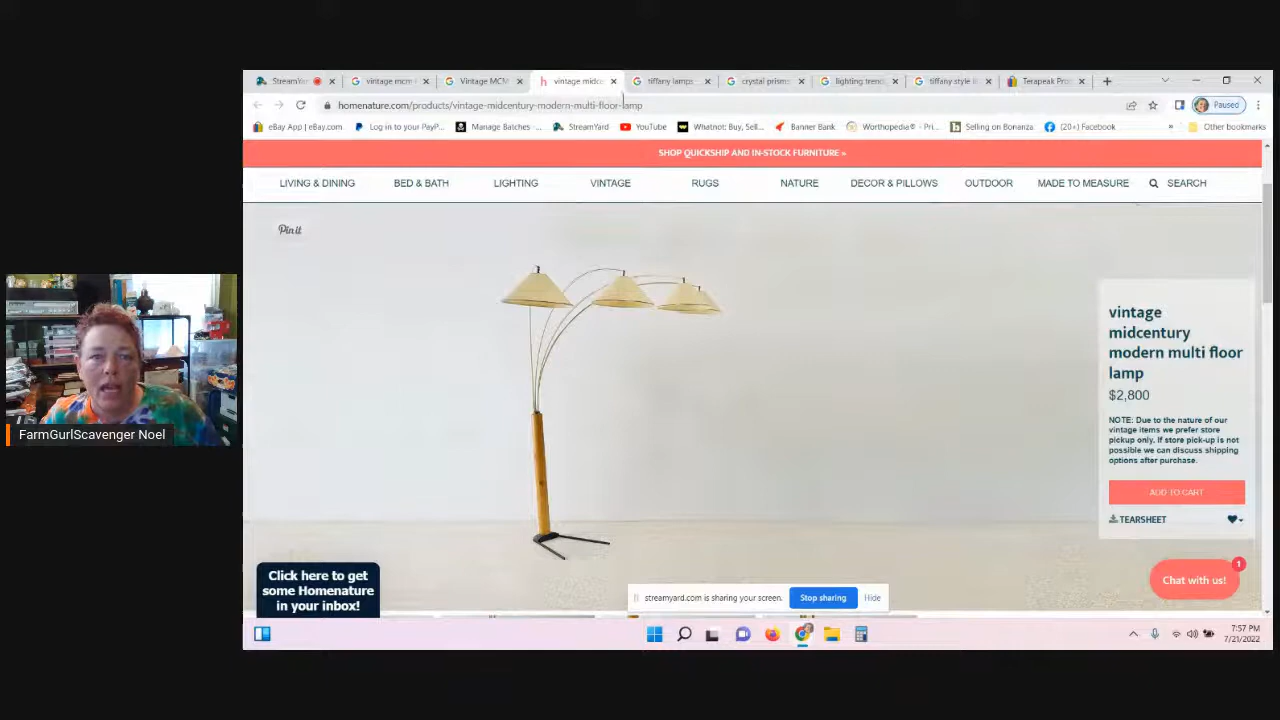 StreamYard
vintage mcm
Vintage MCM
vintage midce
tiffany lamps
crystal prisms
lighting trend
tiffany style l
Terapeak Pro
homenature.com/products/vintage-midcentury-modern-multi-floor-lamp
Paused
eBay App | eBay.com
Log in to your PayP...
Manage Batches - ...
StreamYard
YouTube
Whatnot: Buy, Sell...
Banner Bank
Worthopedia® - Pri...
Selling on Bonanza
(20+) Facebook
»
Other bookmarks
SHOP QUICKSHIP AND IN-STOCK FURNITURE »
LIVING & DINING
BED & BATH
LIGHTING
VINTAGE
RUGS
NATURE
DECOR & PILLOWS
OUTDOOR
MADE TO MEASURE
SEARCH
Pin it
vintage
midcentury
modern multi floor
lamp
$2,800
NOTE: Due to the nature of our
vintage items we prefer store
pickup only. If store pick-up is not
possible we can discuss shipping
options after purchase.
ADD TO CART
TEARSHEET
FarmGurlScavenger Noel
Click here to get
some Homenature
in your inbox!
Chat with us!
1
streamyard.com is sharing your screen.
Stop sharing
Hide
7:57 PM
7/21/2022